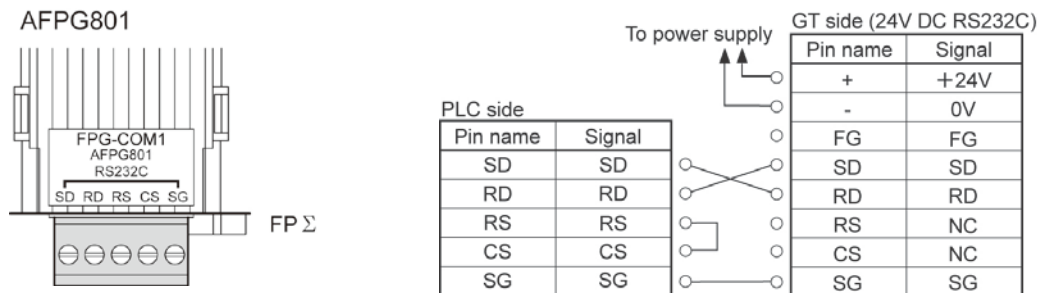 AFPG801
FPG-COM1
AFPG801
RS232C
SD RD RS CS SG
FPΣ
To power supply
PLC side
Pin name Signal
SD SD
RD RD
RS RS
CS CS
SG SG
GT side (24V DC RS232C)
Pin name Signal
+ +24V
- 0V
FG FG
SD SD
RD RD
RS NC
CS NC
SG SG